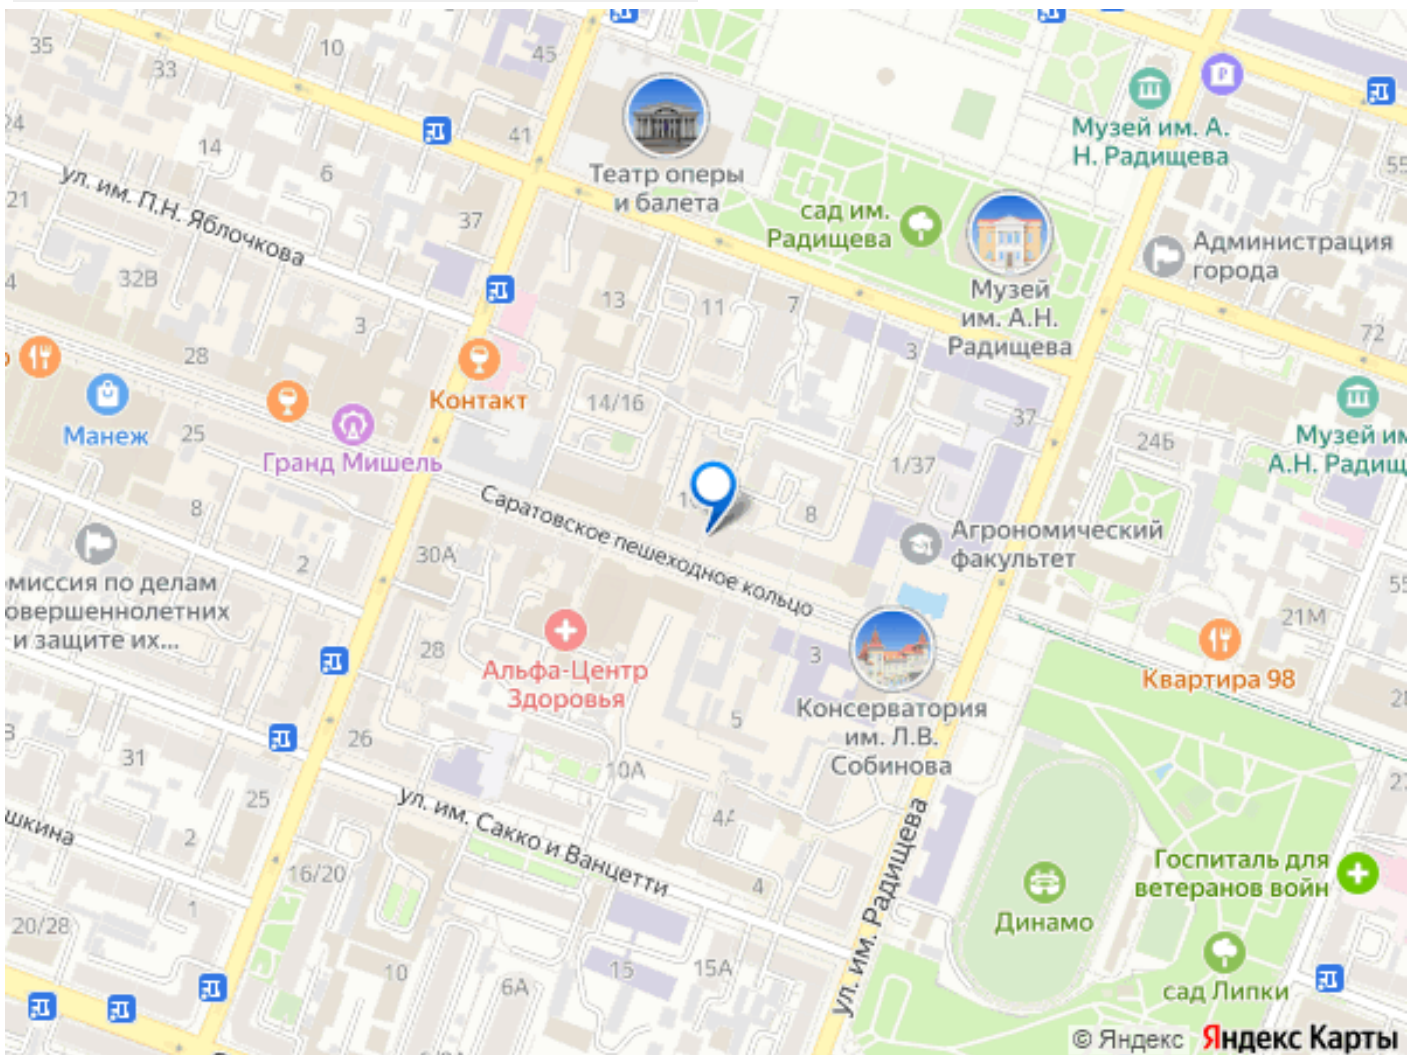 35
33
10
45
24
14
41
6
Театр оперы
и балета
Музей им. А.
Н. Радищева
55
21
ул. им. П.Н. Яблочкова
37
сад им.
Радищева
Администрация
города
4
32В
13
11
7
Музей
им. А.Н.
Радищева
3
28
3
72
Контакт
14/16
Манеж
25
Гранд Мишель
37
24Б
Музей им
А.Н. Радищ
1/37
Саратовское пешеходное кольцо
8
8
Агрономический
факультет
30А
2
миссия по делам
овершеннолетних
и защите их...
55
21М
28
Альфа-Центр
Здоровья
3
Квартира 98
Консерватория
им. Л.В.
Собинова
5
26
31
10А
25
ул. им. Сакко и Ванцетти
4А
шкина
2
16/20
4
ул. им. Радищева
Госпиталь для
ветеранов войн
Динамо
1
20/28
10
15
15А
6А
сад Липки
© Яндекс Яндекс Карты